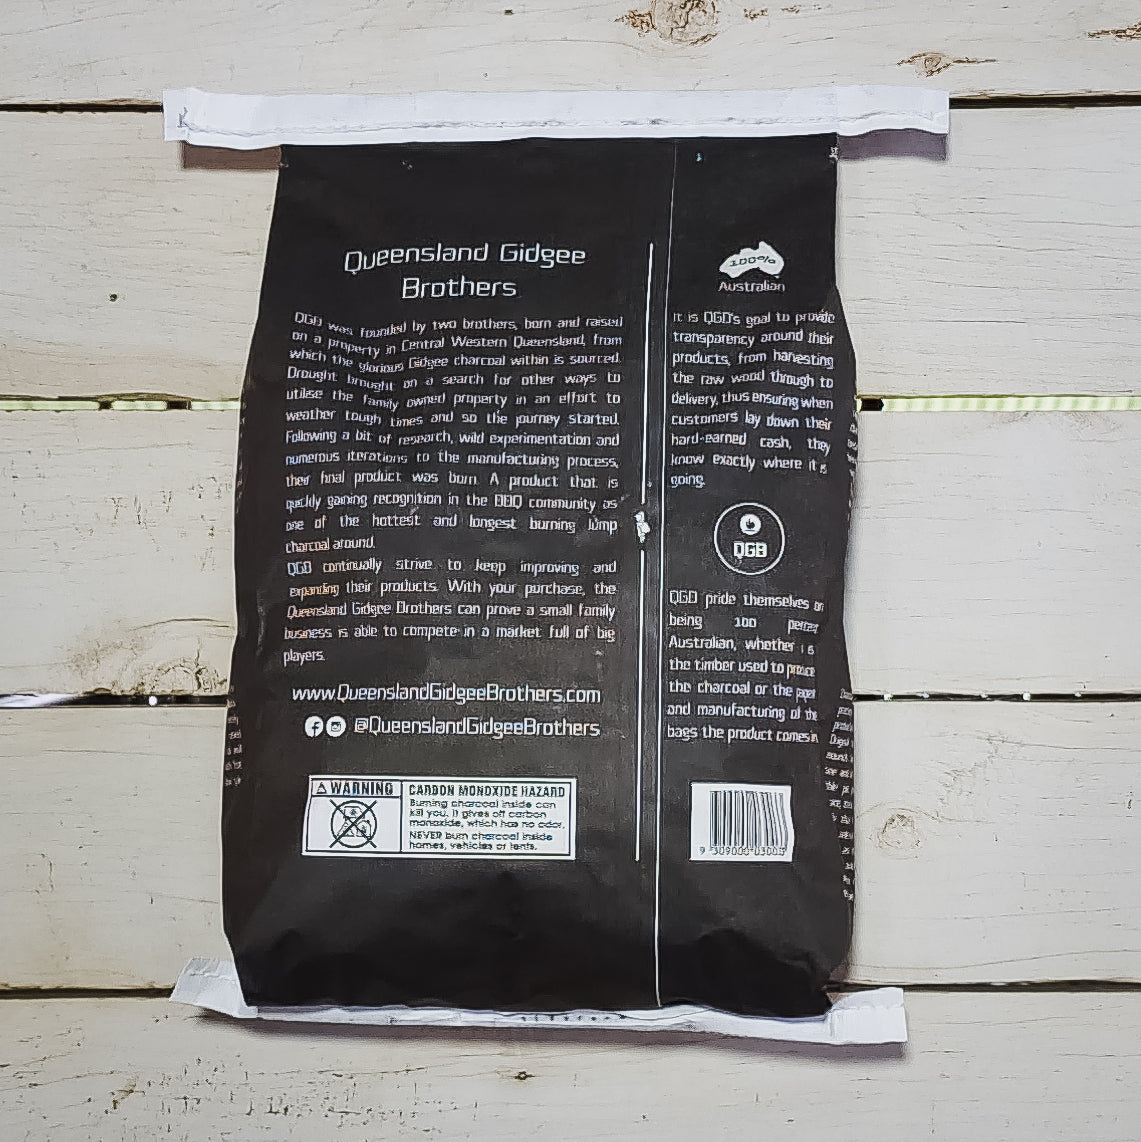 Queensland Gidgee
Brothers
QGB was founded by two brothers, born and raised
on a property in Central Western Queensland, from
which the glorious Gidgee charcoal within is sourced.
Drought brought on a search for other ways to
utilise the family owned property in an effort to
weather tough times and so the journey started.
Following a bit of research, wild experimentation and
numerous iterations to the manufacturing process,
their final product was born. A product that is
quickly gaining recognition in the BBQ community as
one of the hottest and longest burning lump
charcoal around.
QGB continually strive to keep improving and
expanding their products. With your purchase, the
Queensland Gidgee Brothers can prove a small family
business is able to compete in a market full of big
players.
www.QueenslandGidgeeBrothers.com
@QueenslandGidgeeBrothers
WARNING
CARBON MONOXIDE HAZARD
Burning charcoal inside can
kill you. It gives off carbon
monoxide, which has no odor.
NEVER burn charcoal inside
homes, vehicles or tents.
100%
Australian
It is QGB's goal to provide
transparency around their
products, from harvesting
the raw wood through to
delivery, thus ensuring when
customers lay down their
hard-earned cash, they
know exactly where it is
going.
QGB
QGB pride themselves on
being 100 percent
Australian, whether it is
the timber used to produce
the charcoal or the paper
and manufacturing of the
bags the product comes in